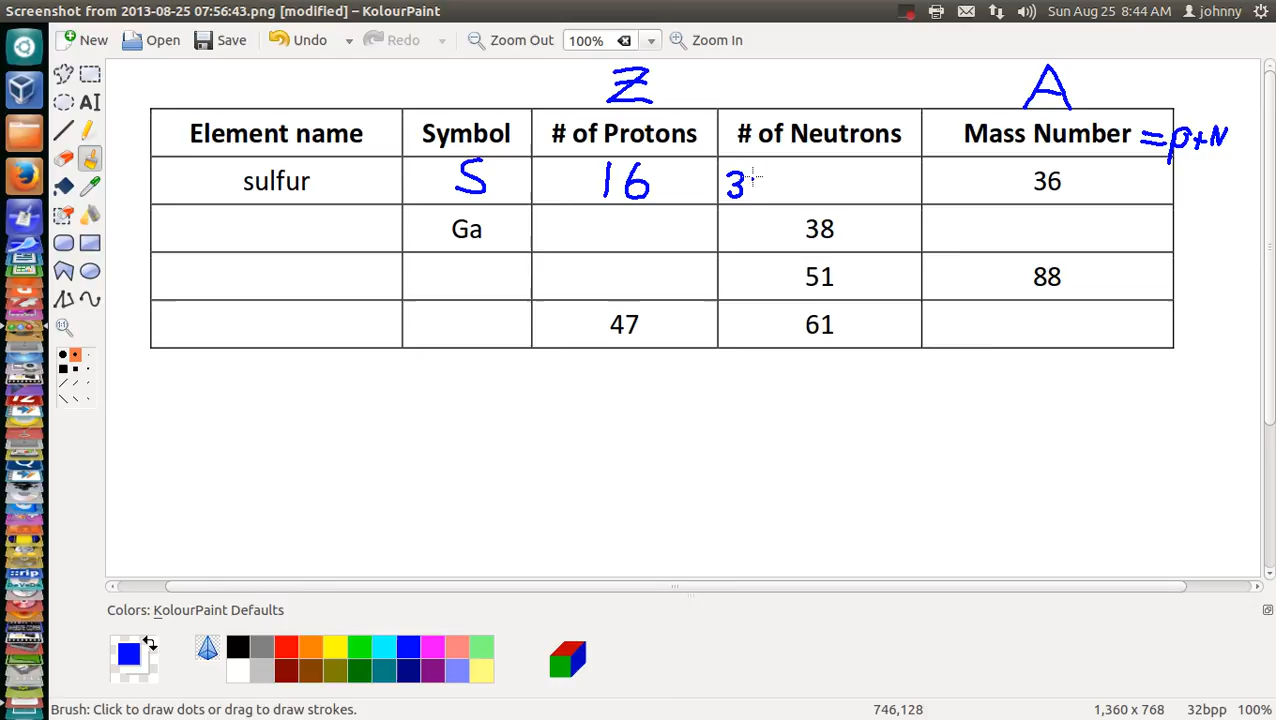 Screenshot from 2013-08-25 07:56:43.png [modified] – KolourPaint
Sun Aug 25 8:44 AM johnny
New Open Save Undo Redo Zoom Out 100% Zoom In
Z A
Element name Symbol # of Protons # of Neutrons Mass Number = p+N
sulfur S 16 3 36
Ga 38
51 88
47 61
Colors: KolourPaint Defaults
Brush: Click to draw dots or drag to draw strokes. 746,128 1,360 x 768 32bpp 100%